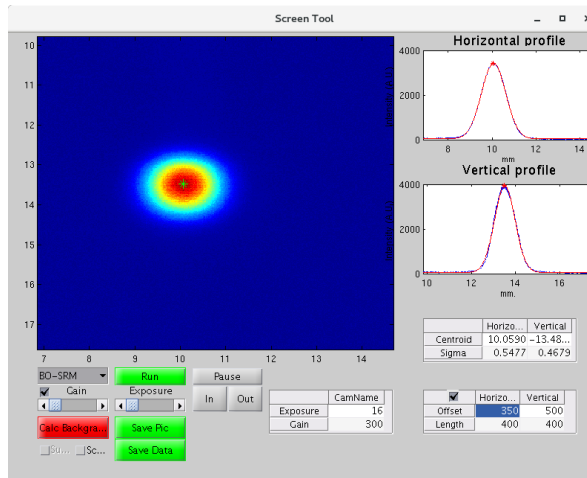 Screen Tool
10
11
12
13
14
15
16
17
7 8 9 10 11 12 13 14
Horizontal profile
4000
2000
0
8 10 12 14
mm
Vertical profile
4000
2000
0
10 12 14 16
mm.
Horizo... Vertical
Centroid 10.0590 -13.48...
Sigma 0.5477 0.4679
BO-SRM Run Pause
Gain Exposure
In Out
Calc Backgra... Save Pic
Su... Sc... Save Data
CamName
Exposure 16
Gain 300
Horizo... Vertical
Offset 350 500
Length 400 400